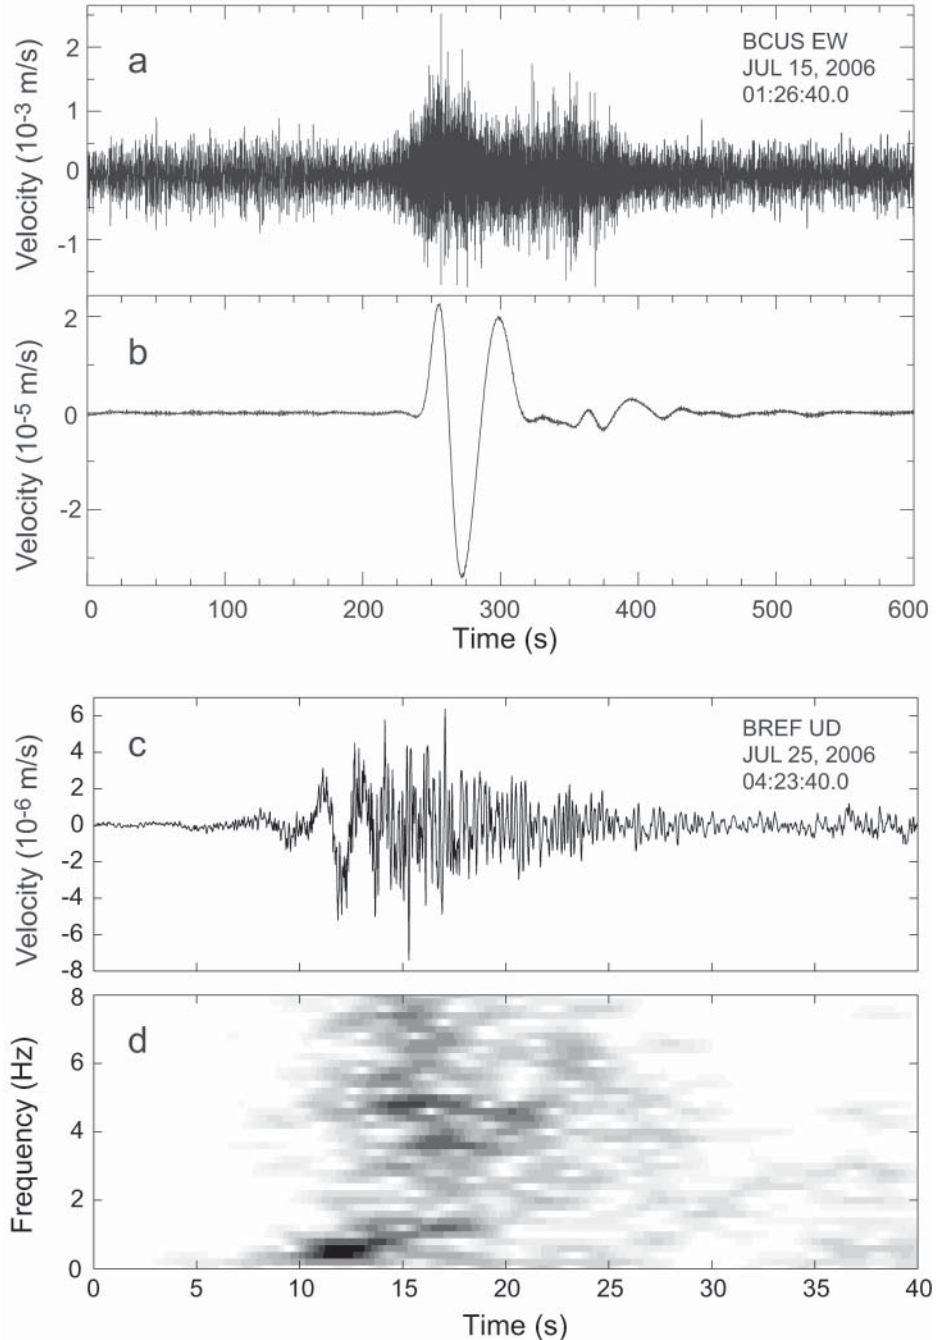 a
BCUS EW
JUL 15, 2006
01:26:40.0
Velocity (10-3 m/s)
2
1
0
-1
b
Velocity (10-5 m/s)
2
0
-2
0 100 200 300 400 500 600
Time (s)
c
BREF UD
JUL 25, 2006
04:23:40.0
Velocity (10-6 m/s)
6
4
2
0
-2
-4
-6
-8
d
Frequency (Hz)
8
6
4
2
0
0 5 10 15 20 25 30 35 40
Time (s)